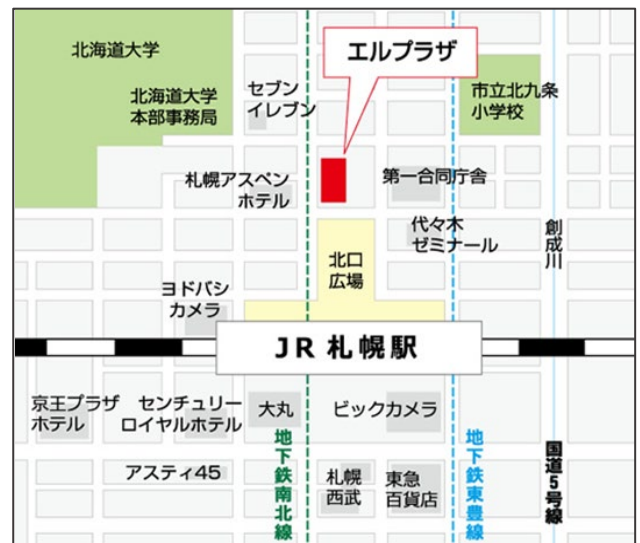 北海道大学
エルプラザ
北海道大学
本部事務局
セブン
イレブン
市立北九条
小学校
札幌アスペン
ホテル
第一合同庁舎
代々木
ゼミナール
創成川
北口
広場
ヨドバシ
カメラ
JR 札幌駅
京王プラザ
ホテル
センチュリー
ロイヤルホテル
大丸
ビックカメラ
地下鉄南北線
地下鉄東豊線
国道5号線
アスティ45
札幌
西武
東急
百貨店